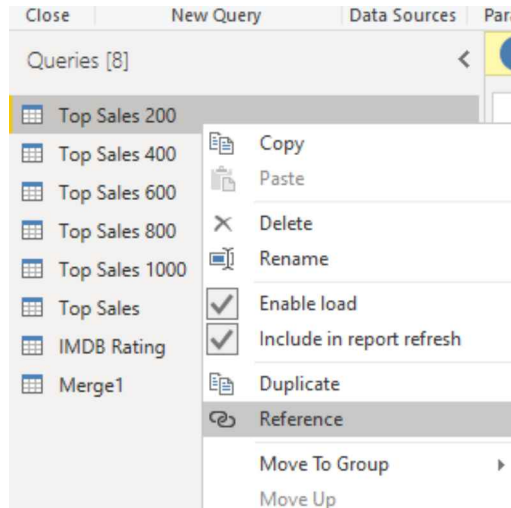 Close New Query Data Sources Par
Queries [8]
Top Sales 200
Top Sales 400
Top Sales 600
Top Sales 800
Top Sales 1000
Top Sales
IMDB Rating
Merge1
Copy
Paste
Delete
Rename
Enable load
Include in report refresh
Duplicate
Reference
Move To Group
Move Up